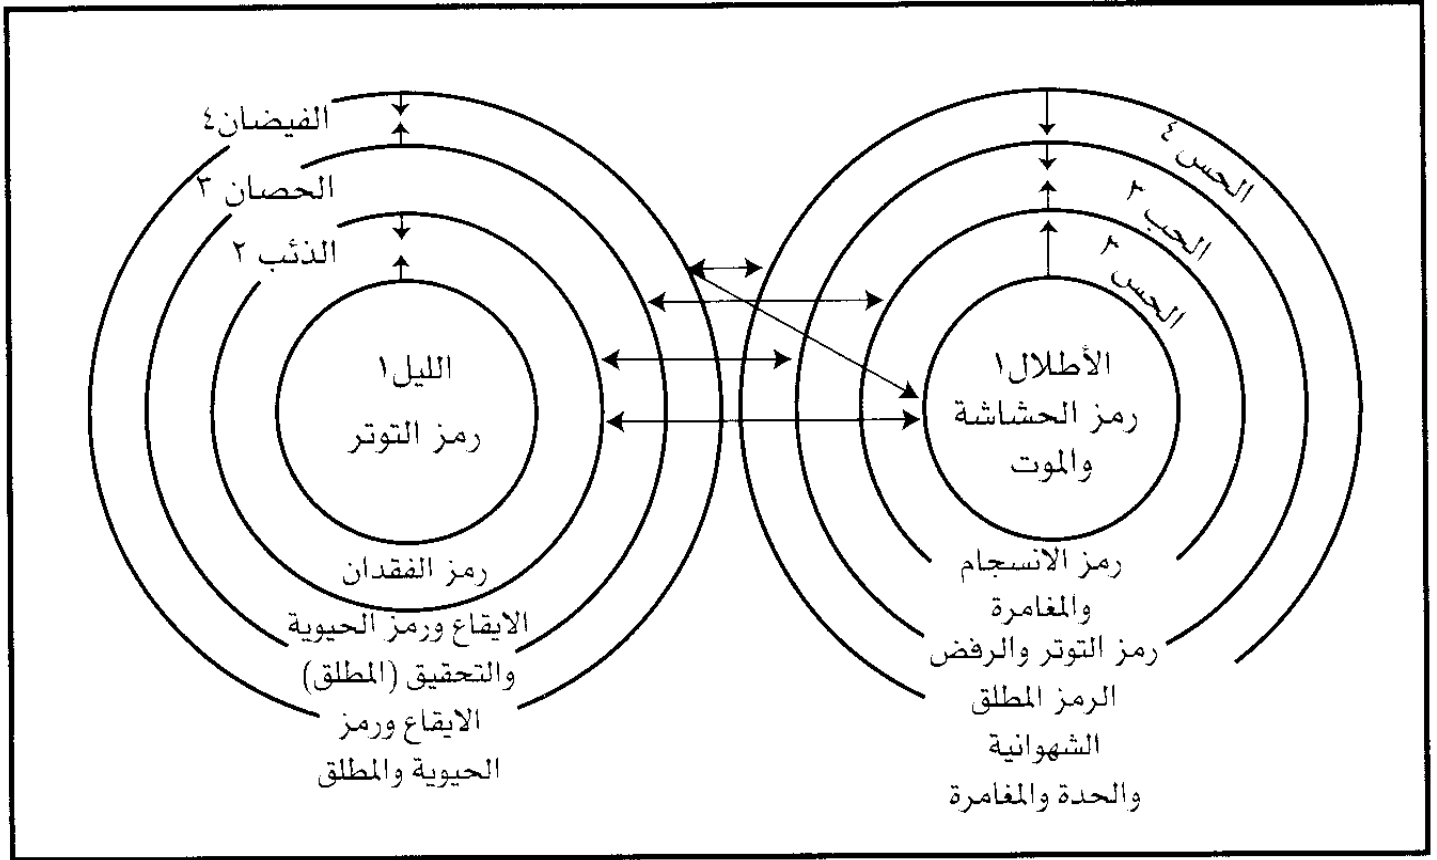 الحس ٤
الحب ٣
الحس ٢
الأطلال١
رمز الحشاشة
والموت
رمز الانسجام
والمغامرة
رمز التوتر والرفض
الرمز المطلق
الشهوانية
والحدة والمغامرة
الفيضان٤
الحصان ٣
الذئب ٢
الليل١
رمز التوتر
رمز الفقدان
الايقاع ورمز الحيوية
والتحقيق (المطلق)
الايقاع ورمز
الحيوية والمطلق